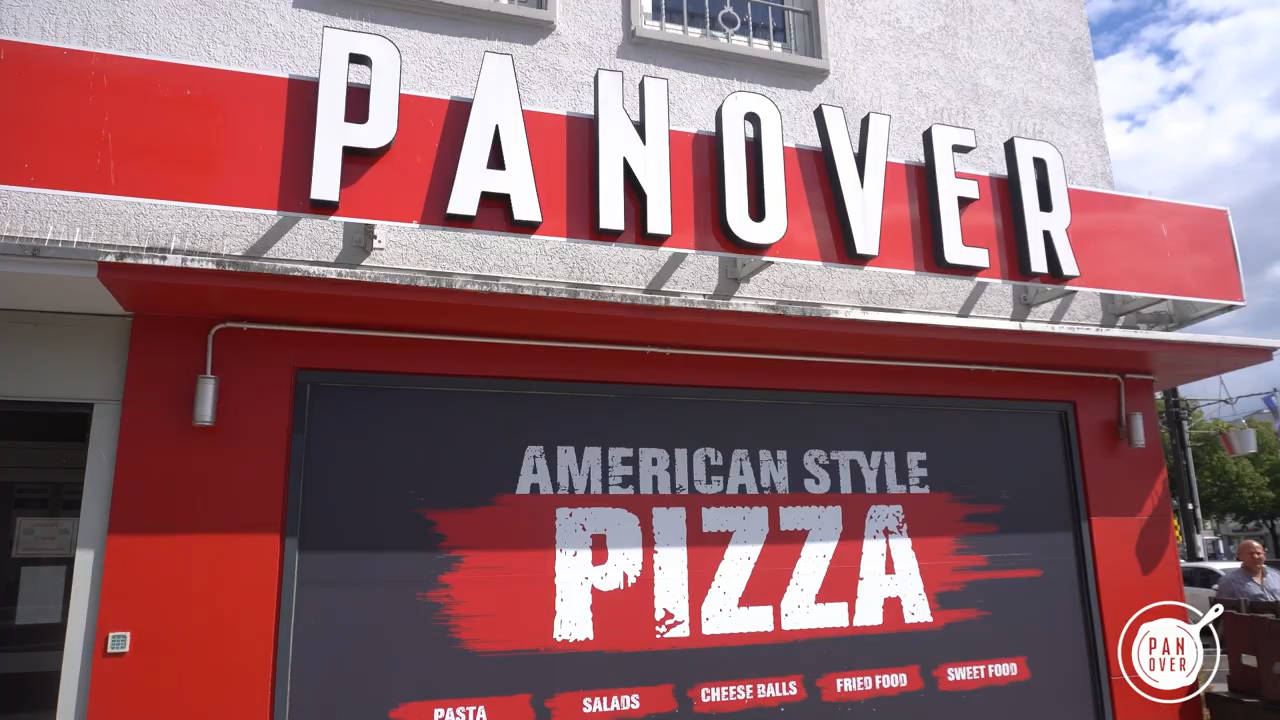 PANOVER
AMERICAN STYLE
PIZZA
PASTA
SALADS
CHEESE BALLS
FRIED FOOD
SWEET FOOD
PAN
OVER